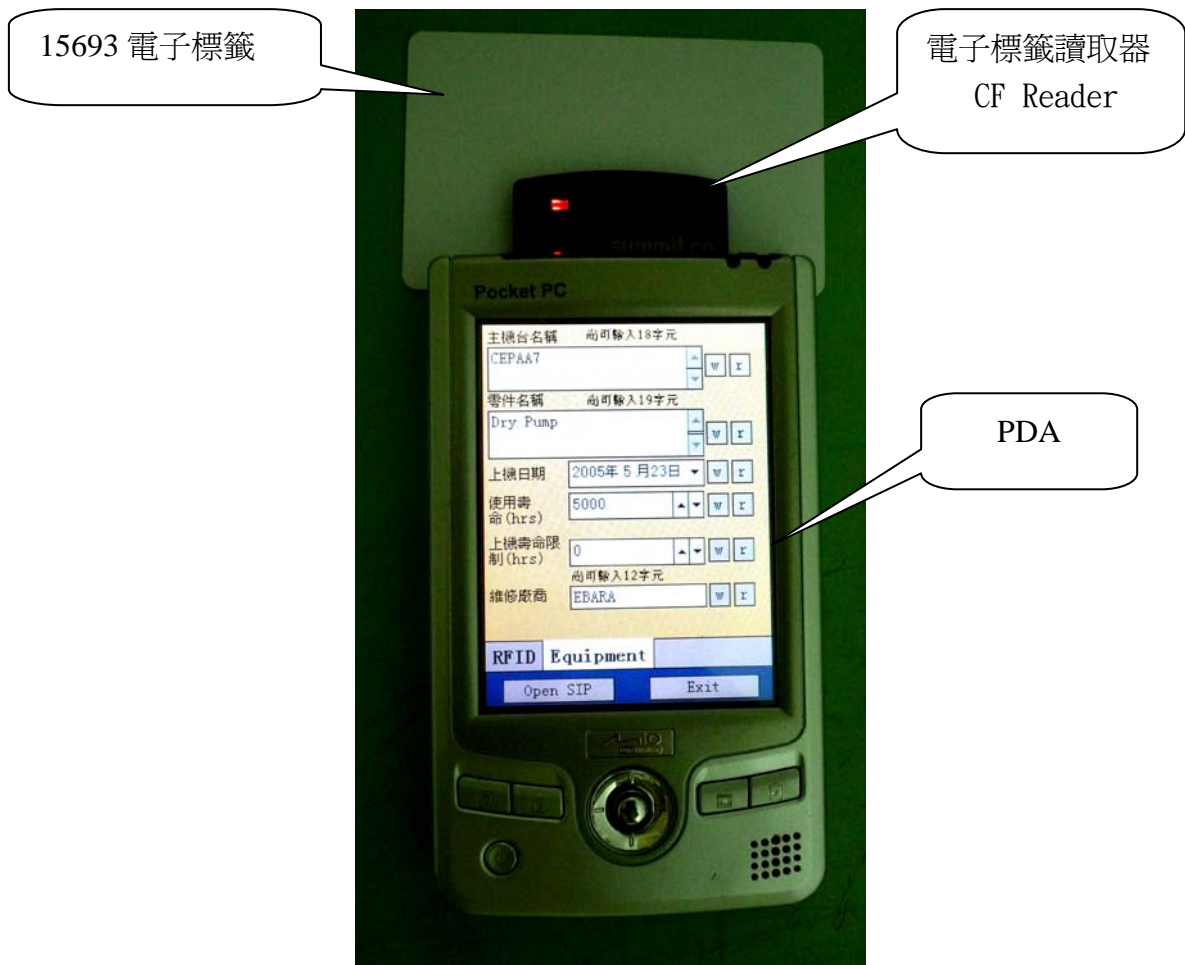 15693 電子標籤
電子標籤讀取器
CF Reader
summit co
Pocket PC
主機台名稱 尚可輸入18字元
CEPAA7
w r
零件名稱 尚可輸入19字元
Dry Pump
w r
上機日期 2005年 5 月23日 w r
使用壽
命(hrs) 5000 w r
上機壽命限
制(hrs) 0 w r
尚可輸入12字元
維修廠商 EBARA w r
RFID Equipment
Open SIP Exit
Mio
PDA